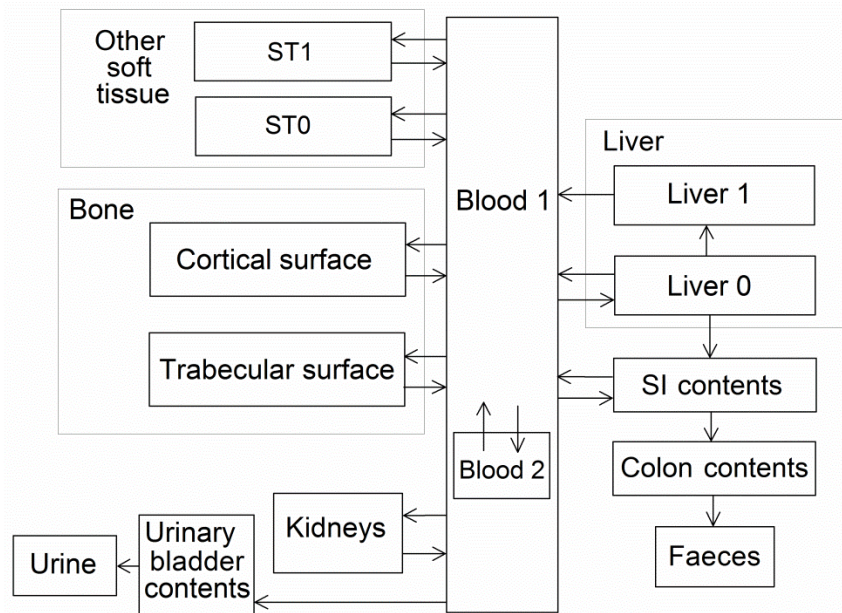 Other
soft
tissue
ST1
ST0
Bone
Cortical surface
Trabecular surface
Blood 1
Blood 2
Liver
Liver 1
Liver 0
SI contents
Colon contents
Faeces
Kidneys
Urinary
bladder
contents
Urine